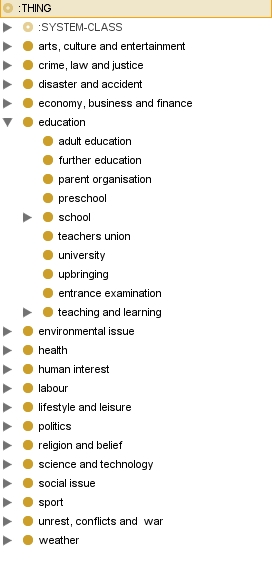 :THING
:SYSTEM-CLASS
arts, culture and entertainment
crime, law and justice
disaster and accident
economy, business and finance
education
adult education
further education
parent organisation
preschool
school
teachers union
university
upbringing
entrance examination
teaching and learning
environmental issue
health
human interest
labour
lifestyle and leisure
politics
religion and belief
science and technology
social issue
sport
unrest, conflicts and war
weather